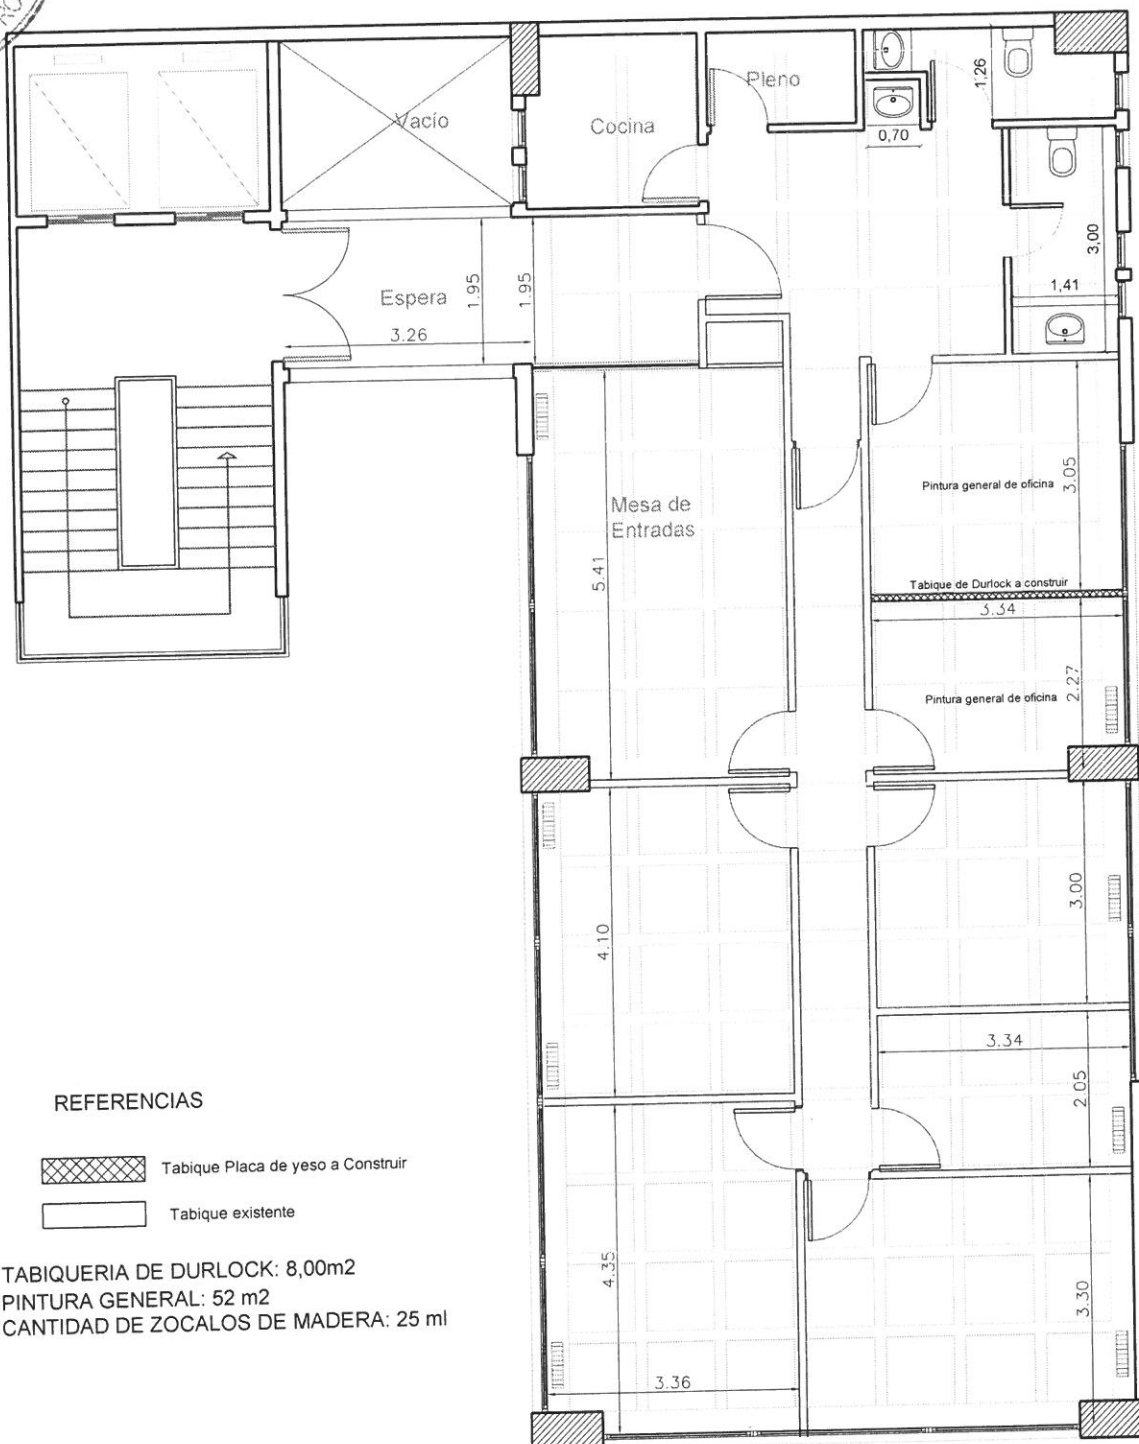 Vacío
Cocina
Pleno
1.26
0,70
3,00
1,41
Espera
1.95
1.95
3.26
Mesa de
Entradas
5.41
Pintura general de oficina
3.05
Tabique de Durlock a construir
3.34
Pintura general de oficina
2.27
4.10
3.00
3.34
2.05
4.35
3.36
3.30
REFERENCIAS
Tabique Placa de yeso a Construir
Tabique existente
TABIQUERIA DE DURLOCK: 8,00m2
PINTURA GENERAL: 52 m2
CANTIDAD DE ZOCALOS DE MADERA: 25 ml